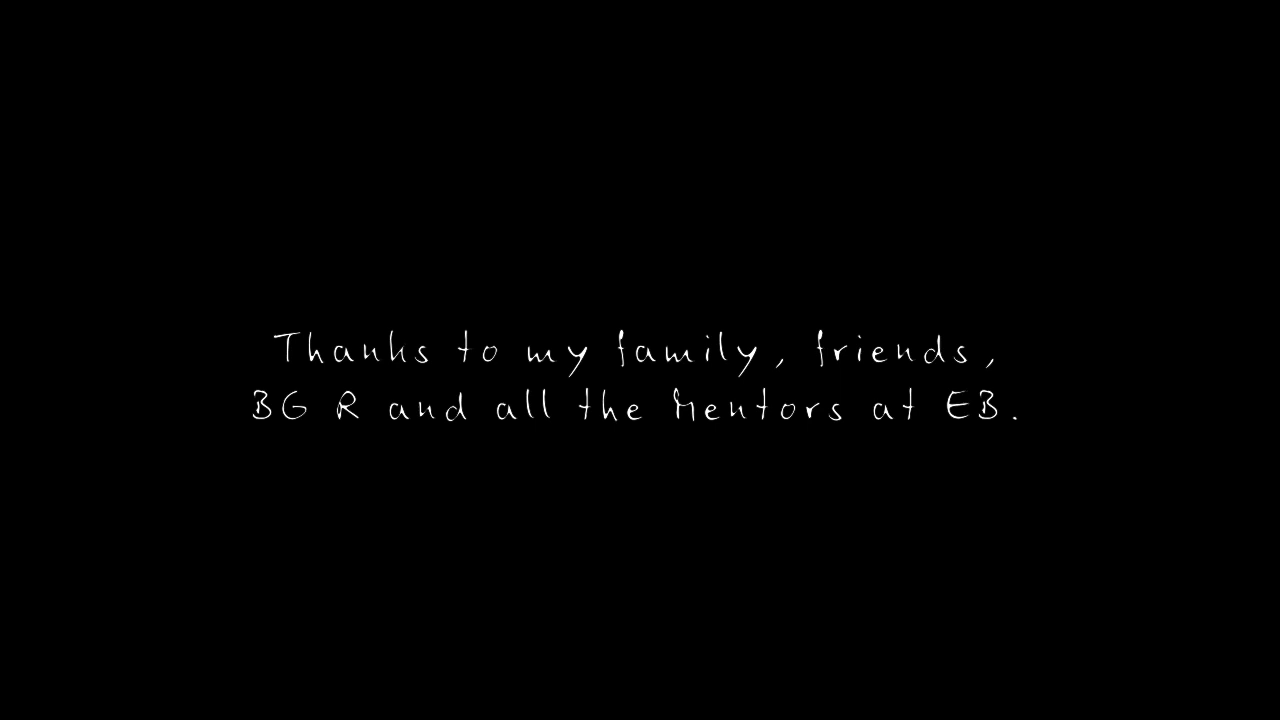 Thanks to my family, friends,
BG R and all the Mentors at EB.